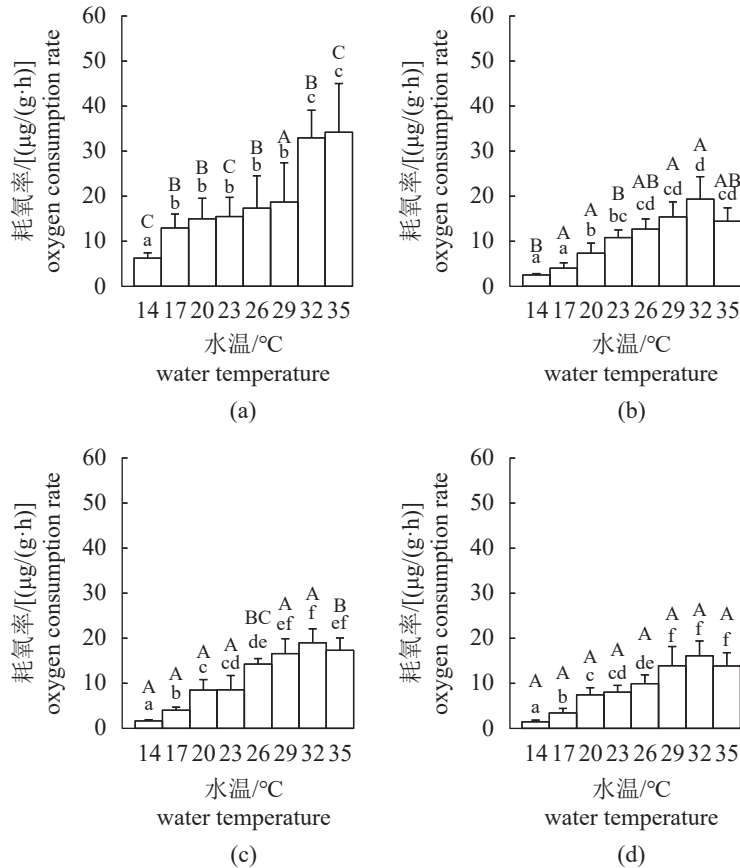 60
50
40
30
20
10
0
耗氧率/[(μg/(g·h)]
oxygen consumption rate
C
a
B
b
B
b
C
b
B
b
A
b
B
c
C
c
14 17 20 23 26 29 32 35
水温/°C
water temperature
(a)
60
50
40
30
20
10
0
耗氧率/[(μg/(g·h)]
oxygen consumption rate
B
a
A
a
A
b
B
bc
AB
cd
A
cd
A
d
AB
cd
14 17 20 23 26 29 32 35
水温/°C
water temperature
(b)
60
50
40
30
20
10
0
耗氧率/[(μg/(g·h)]
oxygen consumption rate
A
a
A
b
A
c
A
cd
BC
de
A
ef
A
f
B
ef
14 17 20 23 26 29 32 35
水温/°C
water temperature
(c)
60
50
40
30
20
10
0
耗氧率/[(μg/(g·h)]
oxygen consumption rate
A
a
A
b
A
c
A
cd
A
de
A
f
A
f
A
f
14 17 20 23 26 29 32 35
水温/°C
water temperature
(d)